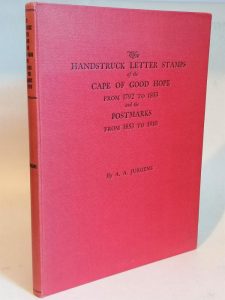 The
HANDSTRUCK LETTER STAMPS
of the
CAPE OF GOOD HOPE
FROM 1792 TO 1853
and the
POSTMARKS
FROM 1853 TO 1910
By A. A. JURGENS